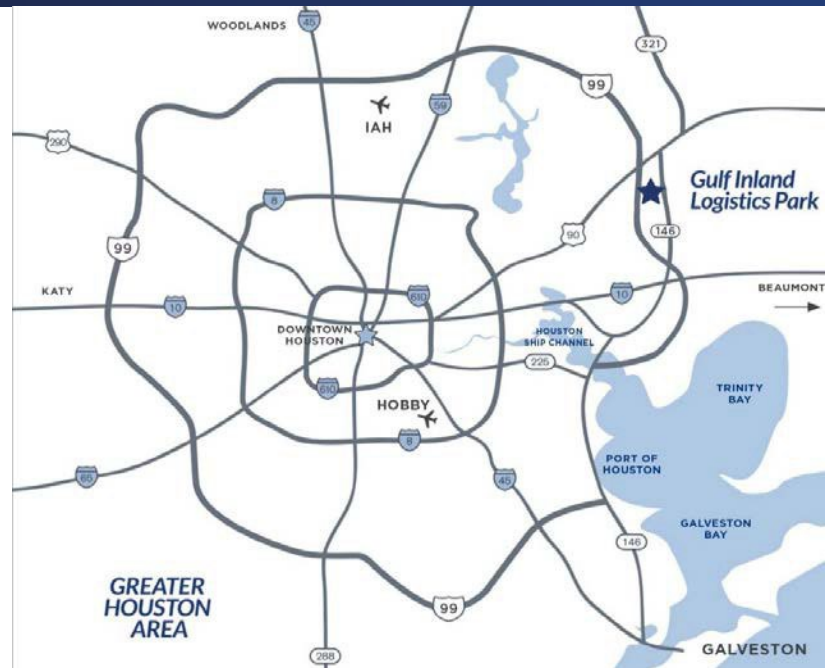 WOODLANDS
45
321
99
59
IAH
290
Gulf Inland
Logistics Park
8
90
146
99
KATY
10
610
10
BEAUMONT
DOWNTOWN
HOUSTON
HOUSTON
SHIP CHANNEL
225
TRINITY
BAY
610
HOBBY
8
PORT OF
HOUSTON
65
45
GALVESTON
BAY
146
GREATER
HOUSTON
AREA
99
288
GALVESTON